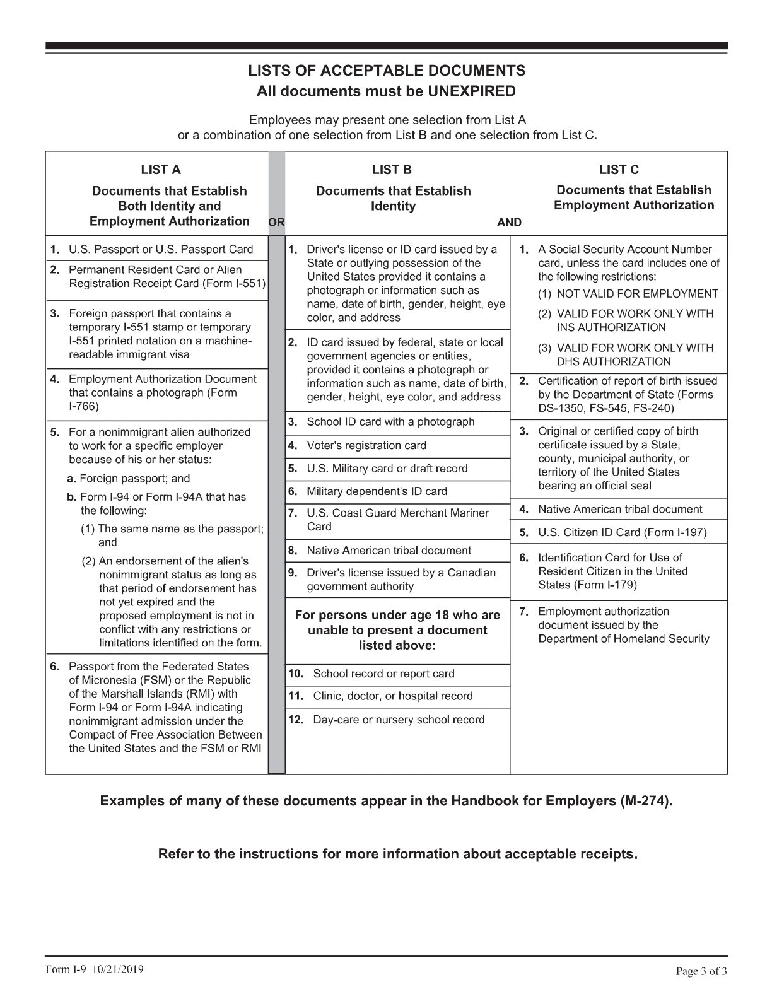 LISTS OF ACCEPTABLE DOCUMENTS
All documents must be UNEXPIRED
Employees may present one selection from List A
or a combination of one selection from List B and one selection from List C.
LIST A
Documents that Establish
Both Identity and
Employment Authorization
OR
LIST B
Documents that Establish
Identity
AND
LIST C
Documents that Establish
Employment Authorization
1. U.S. Passport or U.S. Passport Card
2. Permanent Resident Card or Alien
Registration Receipt Card (Form I-551)
3. Foreign passport that contains a
temporary I-551 stamp or temporary
I-551 printed notation on a machine-
readable immigrant visa
4. Employment Authorization Document
that contains a photograph (Form
I-766)
5. For a nonimmigrant alien authorized
to work for a specific employer
because of his or her status:
a. Foreign passport; and
b. Form I-94 or Form I-94A that has
the following:
(1) The same name as the passport;
and
(2) An endorsement of the alien's
nonimmigrant status as long as
that period of endorsement has
not yet expired and the
proposed employment is not in
conflict with any restrictions or
limitations identified on the form.
6. Passport from the Federated States
of Micronesia (FSM) or the Republic
of the Marshall Islands (RMI) with
Form I-94 or Form I-94A indicating
nonimmigrant admission under the
Compact of Free Association Between
the United States and the FSM or RMI
1. Driver's license or ID card issued by a
State or outlying possession of the
United States provided it contains a
photograph or information such as
name, date of birth, gender, height, eye
color, and address
2. ID card issued by federal, state or local
government agencies or entities,
provided it contains a photograph or
information such as name, date of birth,
gender, height, eye color, and address
3. School ID card with a photograph
4. Voter's registration card
5. U.S. Military card or draft record
6. Military dependent's ID card
7. U.S. Coast Guard Merchant Mariner
Card
8. Native American tribal document
9. Driver's license issued by a Canadian
government authority
For persons under age 18 who are
unable to present a document
listed above:
10. School record or report card
11. Clinic, doctor, or hospital record
12. Day-care or nursery school record
1. A Social Security Account Number
card, unless the card includes one of
the following restrictions:
(1) NOT VALID FOR EMPLOYMENT
(2) VALID FOR WORK ONLY WITH
INS AUTHORIZATION
(3) VALID FOR WORK ONLY WITH
DHS AUTHORIZATION
2. Certification of report of birth issued
by the Department of State (Forms
DS-1350, FS-545, FS-240)
3. Original or certified copy of birth
certificate issued by a State,
county, municipal authority, or
territory of the United States
bearing an official seal
4. Native American tribal document
5. U.S. Citizen ID Card (Form I-197)
6. Identification Card for Use of
Resident Citizen in the United
States (Form I-179)
7. Employment authorization
document issued by the
Department of Homeland Security
Examples of many of these documents appear in the Handbook for Employers (M-274).
Refer to the instructions for more information about acceptable receipts.
Form I-9 10/21/2019
Page 3 of 3